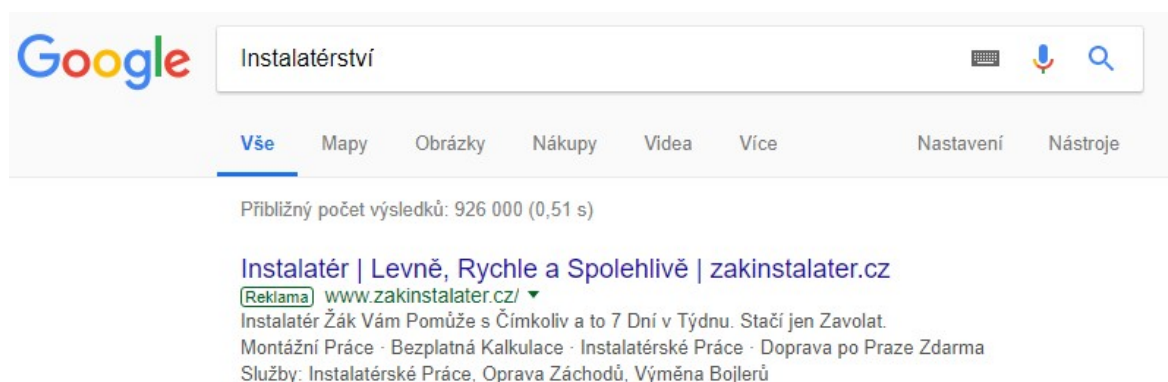 Google Instalatérství
Vše Mapy Obrázky Nákupy Videa Více Nastavení Nástroje
Přibližný počet výsledků: 926 000 (0,51 s)
Instalatér | Levně, Rychle a Spolehlivě | zakinstalater.cz
Reklama www.zakinstalater.cz/
Instalatér Žák Vám Pomůže s Čímkoliv a to 7 Dní v Týdnu. Stačí jen Zavolat.
Montážní Práce · Bezplatná Kalkulace · Instalatérské Práce · Doprava po Praze Zdarma
Služby: Instalatérské Práce, Oprava Záchodů, Výměna Bojlerů